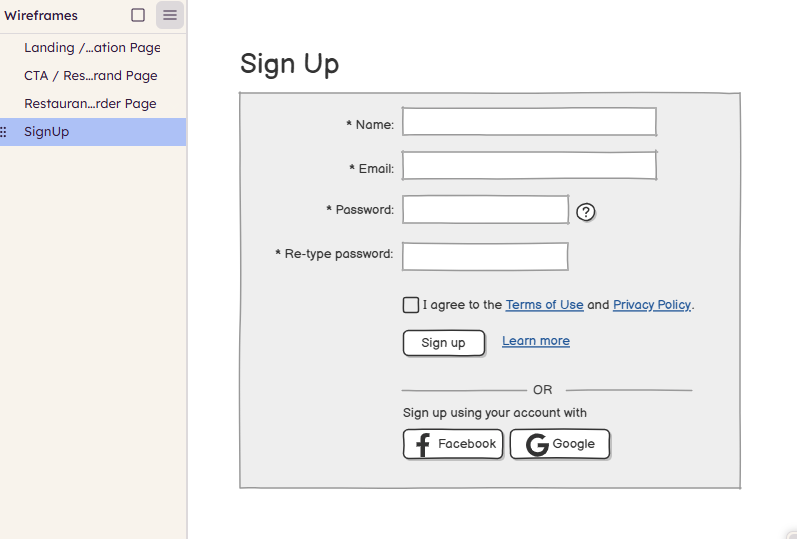 Wireframes
Landing /...ation Page
CTA / Res...rand Page
Restauran...rder Page
SignUp
Sign Up
* Name:
* Email:
* Password:
?
* Re-type password:
I agree to the Terms of Use and Privacy Policy.
Sign up
Learn more
OR
Sign up using your account with
f Facebook
G Google